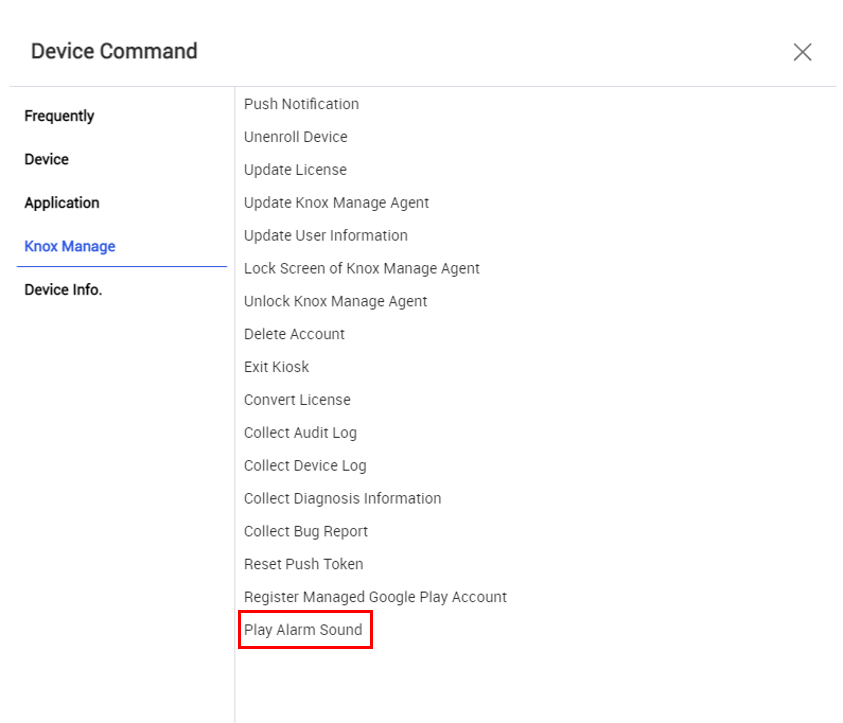 Device Command
Frequently
Device
Application
Knox Manage
Device Info.
Push Notification
Unenroll Device
Update License
Update Knox Manage Agent
Update User Information
Lock Screen of Knox Manage Agent
Unlock Knox Manage Agent
Delete Account
Exit Kiosk
Convert License
Collect Audit Log
Collect Device Log
Collect Diagnosis Information
Collect Bug Report
Reset Push Token
Register Managed Google Play Account
Play Alarm Sound